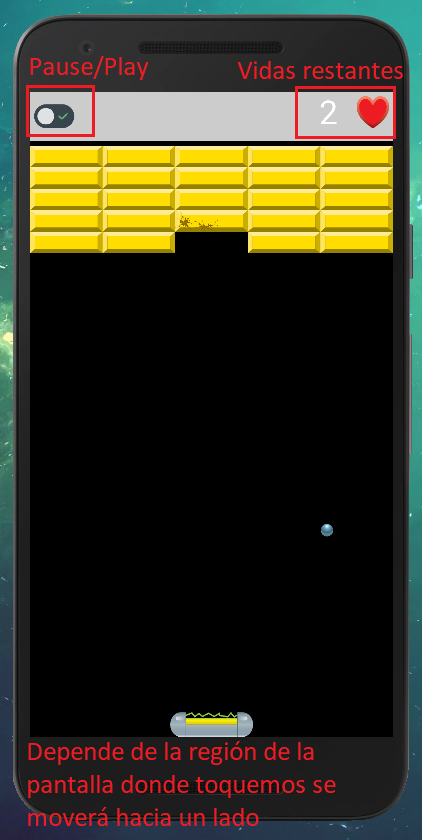 Pause/Play
Vidas restantes
2
Depende de la región de la
pantalla donde toquemos se
moverá hacia un lado